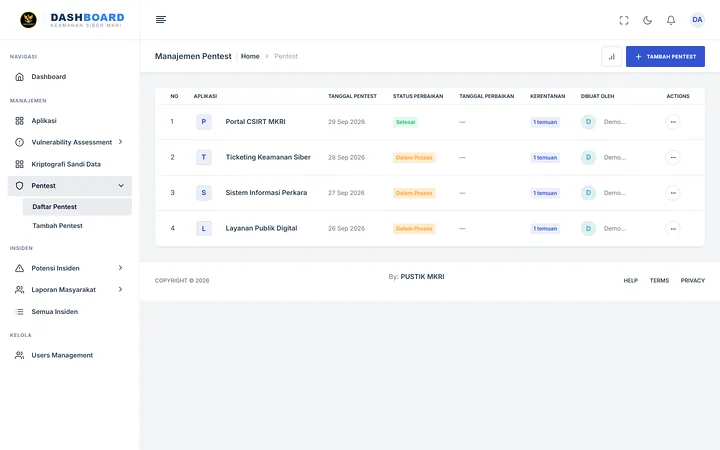 DASHBOARD
KEAMANAN SIBER MKRI
NAVIGASI
Dashboard
MANAJEMEN
Aplikasi
Vulnerability Assessment
Kriptografi Sandi Data
Pentest
Daftar Pentest
Tambah Pentest
INSIDEN
Potensi Insiden
Laporan Masyarakat
Semua Insiden
KELOLA
Users Management
DA
Manajemen Pentest Home › Pentest
+ TAMBAH PENTEST
NO APLIKASI TANGGAL PENTEST STATUS PERBAIKAN TANGGAL PERBAIKAN KERENTANAN DIBUAT OLEH ACTIONS
1 P Portal CSIRT MKRI 29 Sep 2026 Selesai — 1 temuan D Demo...
2 T Ticketing Keamanan Siber 28 Sep 2026 Dalam Proses — 1 temuan D Demo...
3 S Sistem Informasi Perkara 27 Sep 2026 Dalam Proses — 1 temuan D Demo...
4 L Layanan Publik Digital 26 Sep 2026 Dalam Proses — 1 temuan D Demo...
COPYRIGHT © 2026
By: PUSTIK MKRI
HELP TERMS PRIVACY